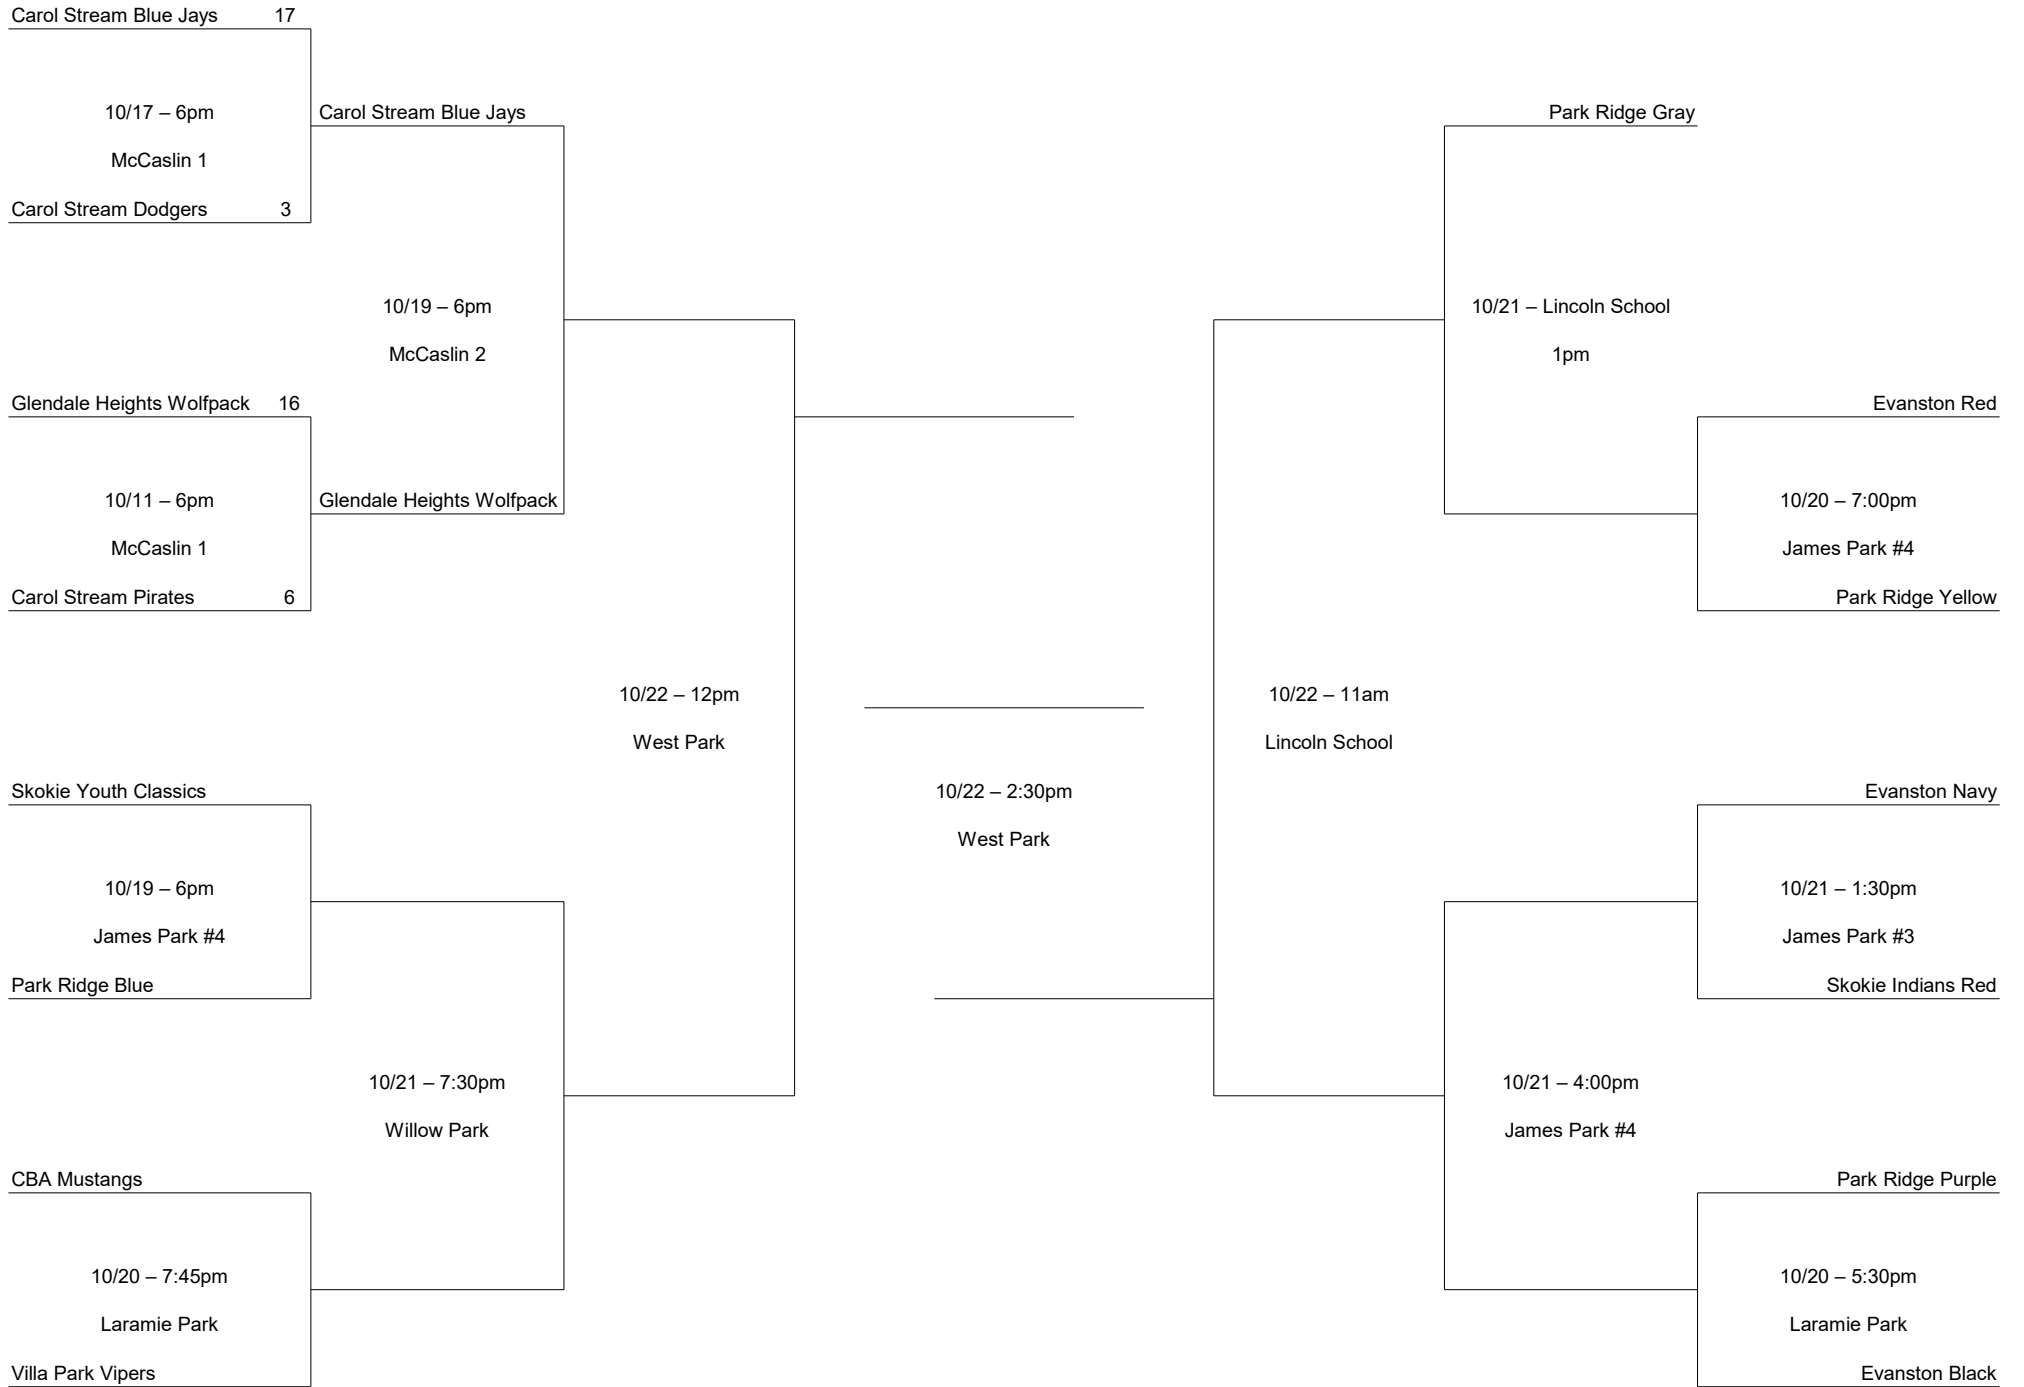 Carol Stream Blue Jays 17
10/17 – 6pm
McCaslin 1
Carol Stream Dodgers 3
Carol Stream Blue Jays
10/19 – 6pm
McCaslin 2
Glendale Heights Wolfpack 16
10/11 – 6pm
McCaslin 1
Carol Stream Pirates 6
Glendale Heights Wolfpack
10/22 – 12pm
West Park
Skokie Youth Classics
10/19 – 6pm
James Park #4
Park Ridge Blue
10/21 – 7:30pm
Willow Park
CBA Mustangs
10/20 – 7:45pm
Laramie Park
Villa Park Vipers
10/22 – 2:30pm
West Park
Park Ridge Gray
10/21 – Lincoln School
1pm
Evanston Red
10/20 – 7:00pm
James Park #4
Park Ridge Yellow
10/22 – 11am
Lincoln School
Evanston Navy
10/21 – 1:30pm
James Park #3
Skokie Indians Red
10/21 – 4:00pm
James Park #4
Park Ridge Purple
10/20 – 5:30pm
Laramie Park
Evanston Black